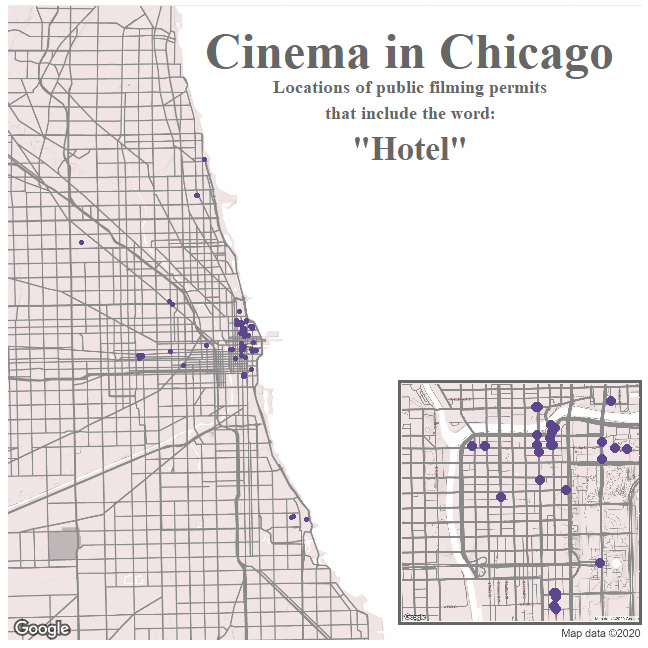 Cinema in Chicago
Locations of public filming permits
that include the word:
"Hotel"
Google
Map data ©2020